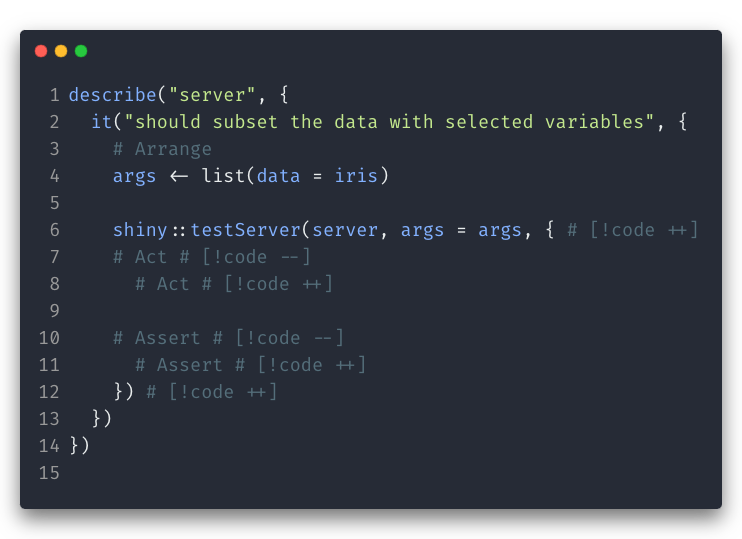 1 describe("server", {
2   it("should subset the data with selected variables", {
3     # Arrange
4     args <- list(data = iris)
5
6     shiny::testServer(server, args = args, { # [!code ++]
7     # Act # [!code --]
8       # Act # [!code ++]
9
10     # Assert # [!code --]
11       # Assert # [!code ++]
12     }) # [!code ++]
13   })
14 })
15